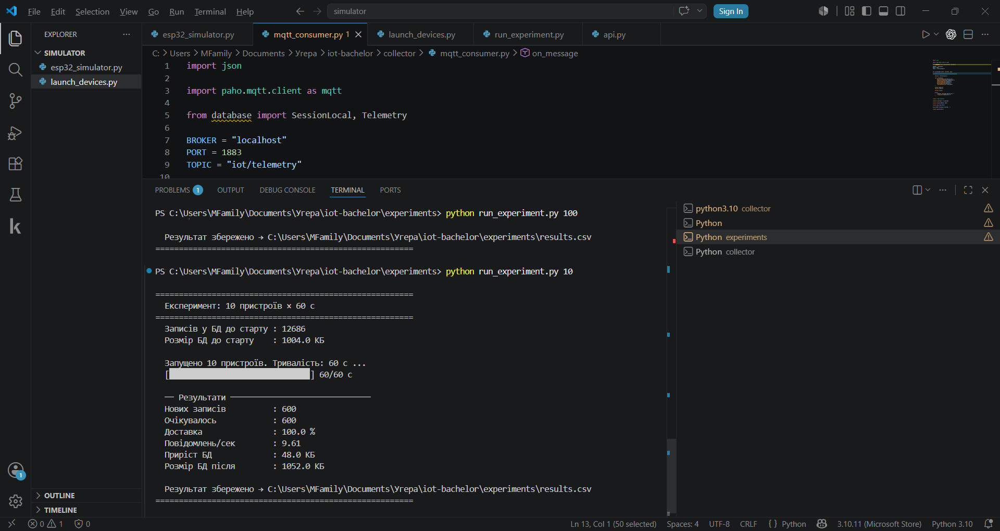 File Edit Selection View Go Run Terminal Help
simulator
Sign In
EXPLORER
SIMULATOR
esp32_simulator.py
launch_devices.py
esp32_simulator.py
mqtt_consumer.py 1
launch_devices.py
run_experiment.py
api.py
C: > Users > MFamily > Documents > Угера > iot-bachelor > collector > mqtt_consumer.py > on_message
1 import json
2
3 import paho.mqtt.client as mqtt
4
5 from database import SessionLocal, Telemetry
6
7 BROKER = "localhost"
8 PORT = 1883
9 TOPIC = "iot/telemetry"
10
PROBLEMS 1 OUTPUT DEBUG CONSOLE TERMINAL PORTS
PS C:\Users\MFamily\Documents\Угера\iot-bachelor\experiments> python run_experiment.py 100
Результат збережено → C:\Users\MFamily\Documents\Угера\iot-bachelor\experiments\results.csv
=======================================================
PS C:\Users\MFamily\Documents\Угера\iot-bachelor\experiments> python run_experiment.py 10
=======================================================
Експеримент: 10 пристроїв × 60 с
=======================================================
Записів у БД до старту : 12686
Розмір БД до старту : 1004.0 КБ
Запущено 10 пристроїв. Тривалість: 60 с ...
[██████████████████████████████] 60/60 с
── Результати ──────────────────────────────
Нових записів : 600
Очікувалось : 600
Доставка : 100.0 %
Повідомлень/сек : 9.61
Приріст БД : 48.0 КБ
Розмір БД після : 1052.0 КБ
Результат збережено → C:\Users\MFamily\Documents\Угера\iot-bachelor\experiments\results.csv
=======================================================
python3.10 collector
Python
Python experiments
Python collector
1
OUTLINE
TIMELINE
0 1 0
Ln 13, Col 1 (50 selected) Spaces: 4 UTF-8 CRLF { } Python 3.10.11 (Microsoft Store) Python 3.10